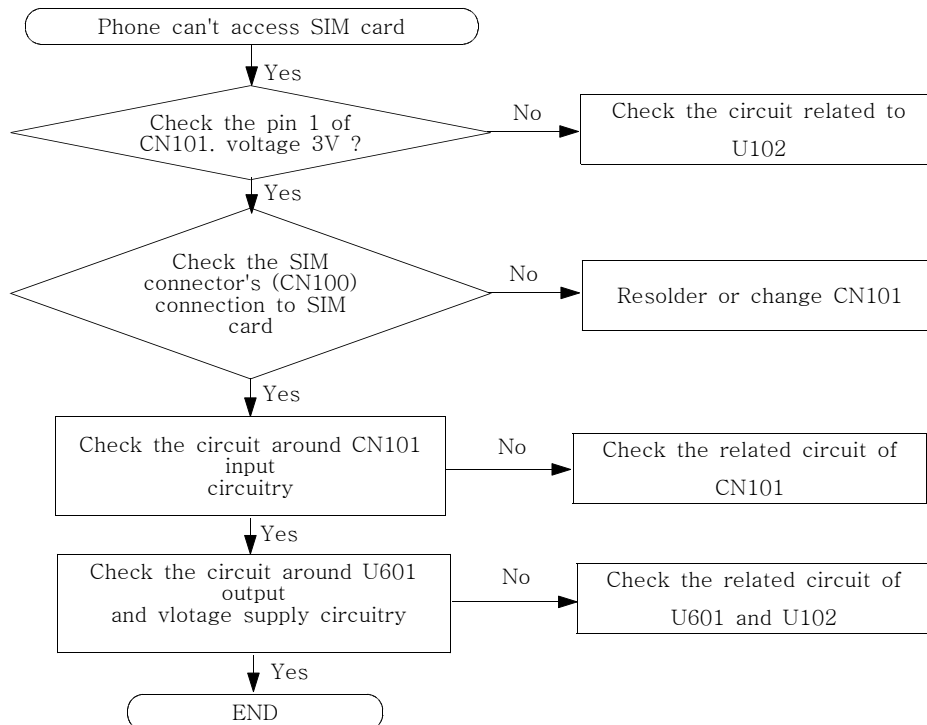 Phone can't access SIM card
Yes
Check the pin 1 of
CN101. voltage 3V ?
No
Check the circuit related to
U102
Yes
Check the SIM
connector's (CN100)
connection to SIM
card
No
Resolder or change CN101
Yes
Check the circuit around CN101
input
circuitry
No
Check the related circuit of
CN101
Yes
Check the circuit around U601
output
and vlotage supply circuitry
No
Check the related circuit of
U601 and U102
Yes
END